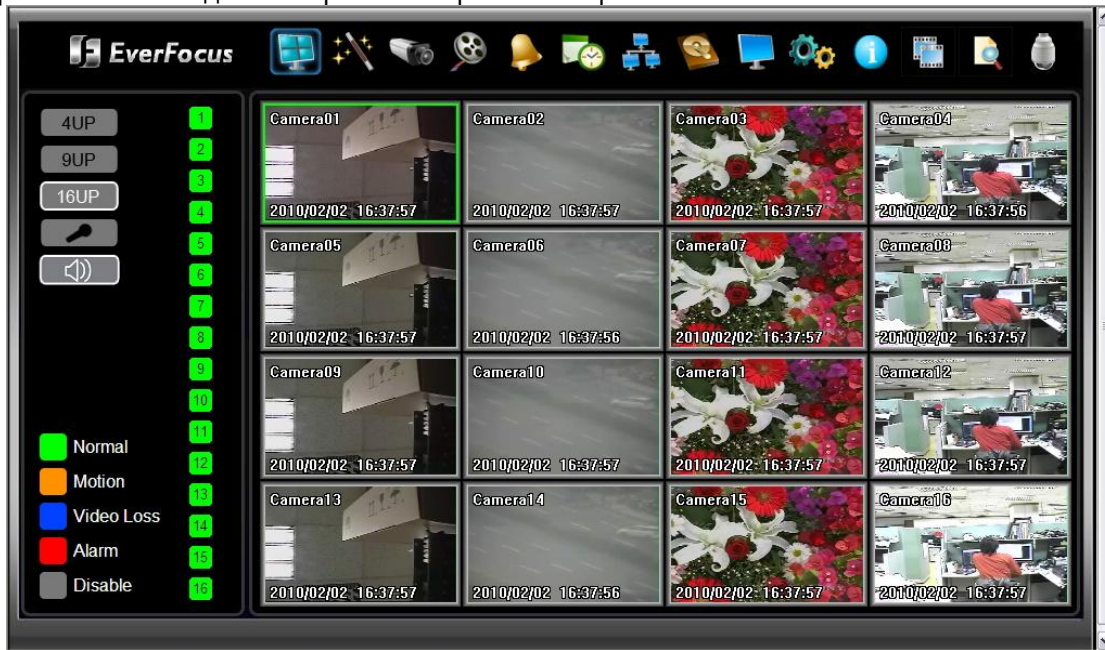 EverFocus
4UP
9UP
16UP
1
2
3
4
5
6
7
8
9
10
11
12
13
14
15
16
Normal
Motion
Video Loss
Alarm
Disable
Camera01
2010/02/02 16:37:57
Camera02
2010/02/02 16:37:57
Camera03
2010/02/02 16:37:57
Camera04
2010/02/02 16:37:56
Camera05
2010/02/02 16:37:57
Camera06
2010/02/02 16:37:56
Camera07
2010/02/02 16:37:57
Camera08
2010/02/02 16:37:57
Camera09
2010/02/02 16:37:57
Camera10
2010/02/02 16:37:57
Camera11
2010/02/02 16:37:57
Camera12
2010/02/02 16:37:57
Camera13
2010/02/02 16:37:57
Camera14
2010/02/02 16:37:56
Camera15
2010/02/02 16:37:57
Camera16
2010/02/02 16:37:57